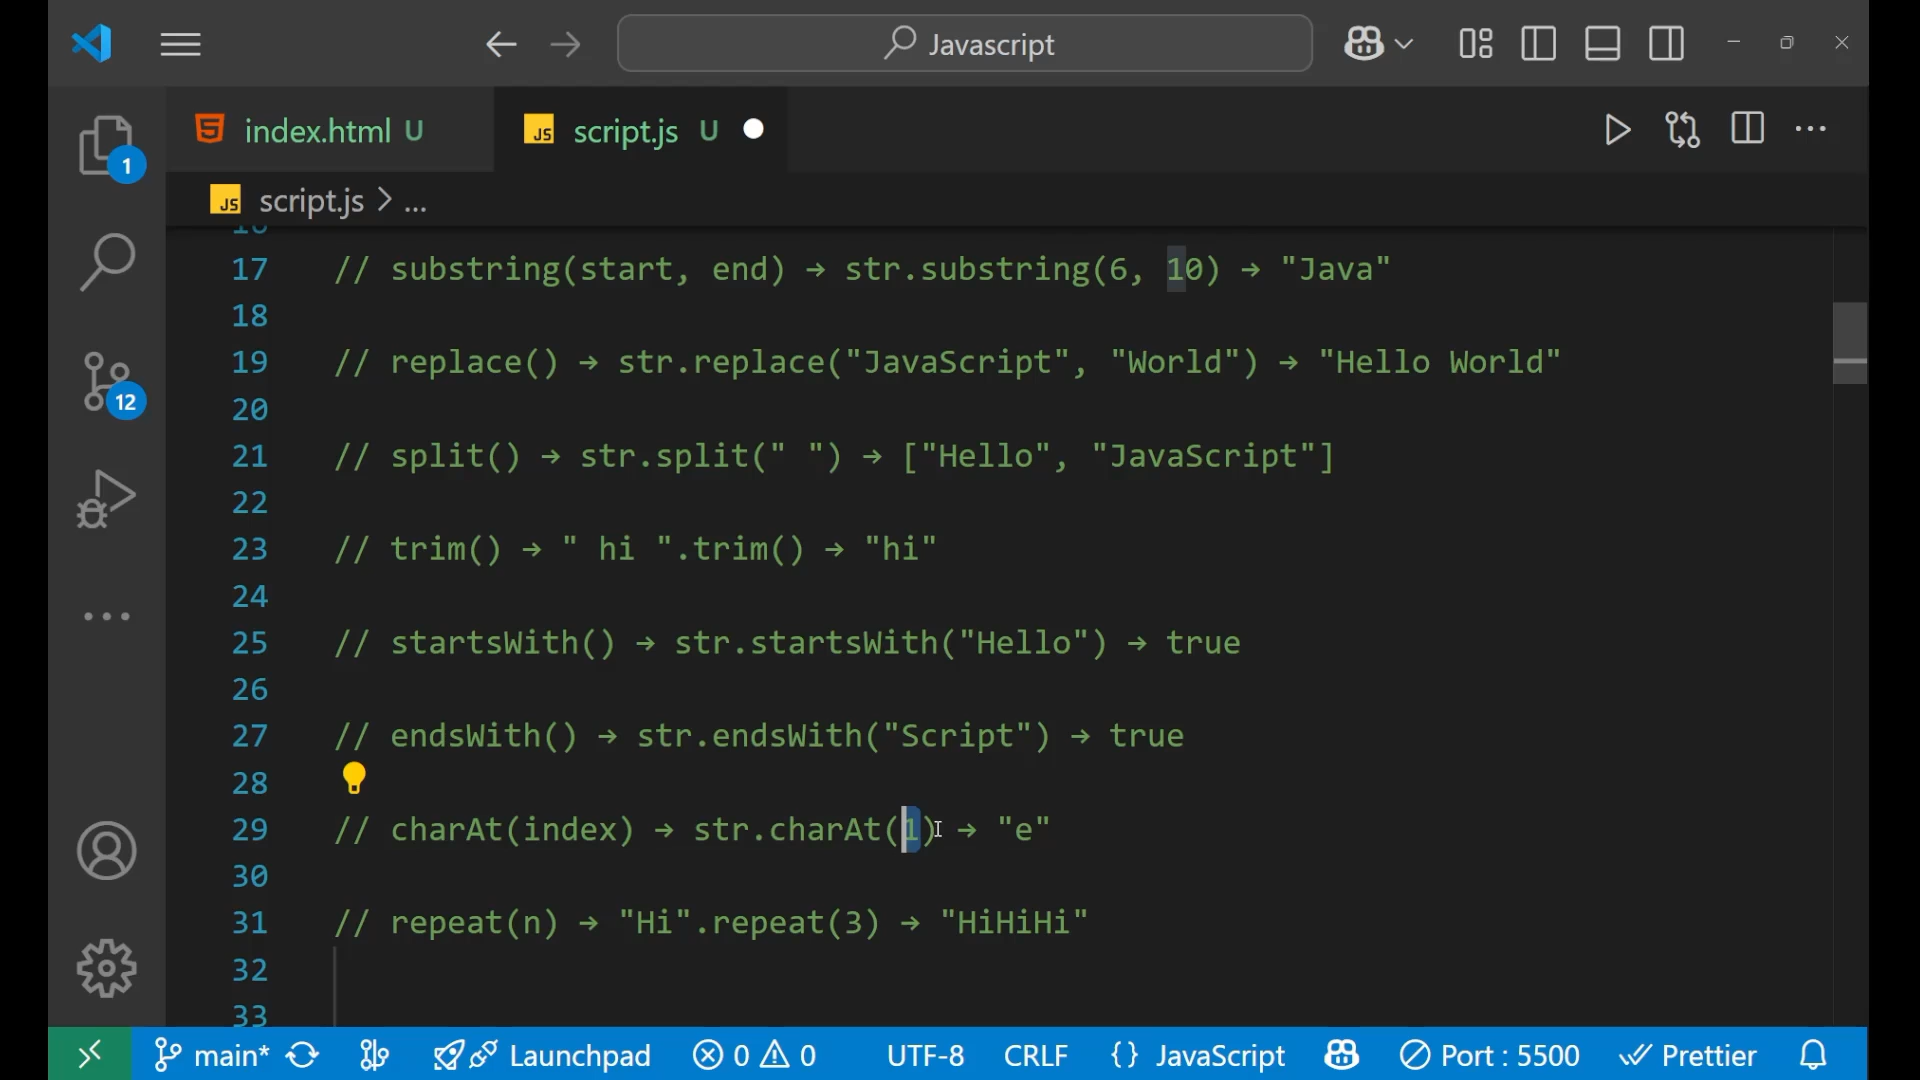 Javascript
index.html U
JS script.js U
1
JS script.js > ...
16
17 // substring(start, end) → str.substring(6, 10) → "Java"
18
19 // replace() → str.replace("JavaScript", "World") → "Hello World"
20
21 // split() → str.split(" ") → ["Hello", "JavaScript"]
22
23 // trim() → " hi ".trim() → "hi"
24
25 // startsWith() → str.startsWith("Hello") → true
26
27 // endsWith() → str.endsWith("Script") → true
28
29 // charAt(index) → str.charAt(1) → "e"
30
31 // repeat(n) → "Hi".repeat(3) → "HiHiHi"
32
33
12
main* Launchpad 0 0 UTF-8 CRLF {} JavaScript Port : 5500 Prettier